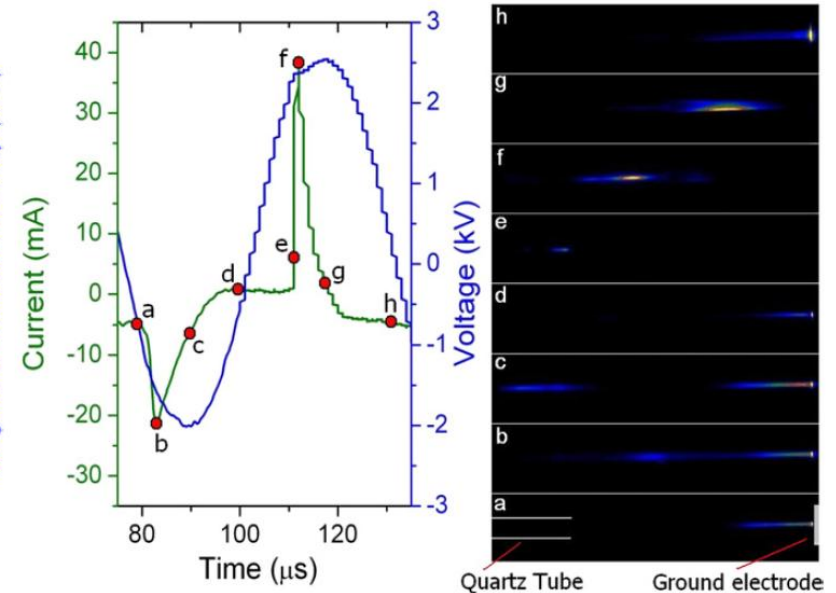 Current (mA)
40
30
20
10
0
-10
-20
-30
80
100
120
Time (μs)
3
2
1
0
-1
-2
-3
Voltage (kV)
a
b
c
d
e
f
g
h
h
g
f
e
d
c
b
a
Quartz Tube
Ground electrode